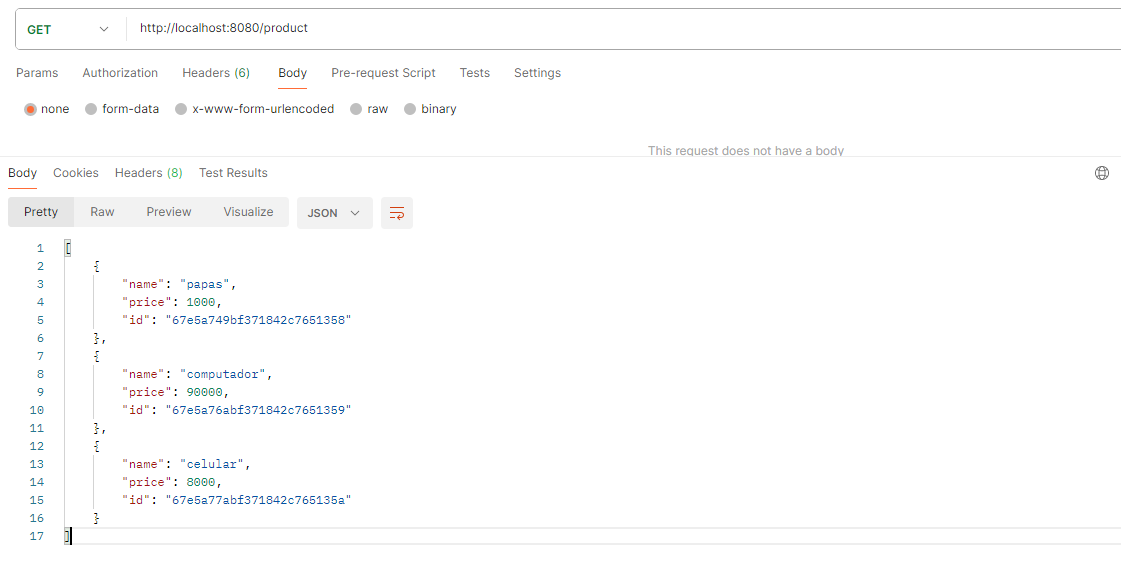 GET http://localhost:8080/product
Params Authorization Headers (6) Body Pre-request Script Tests Settings
none form-data x-www-form-urlencoded raw binary
This request does not have a body
Body Cookies Headers (8) Test Results
Pretty Raw Preview Visualize JSON
1 [
2 {
3 "name": "papas",
4 "price": 1000,
5 "id": "67e5a749bf371842c7651358"
6 },
7 {
8 "name": "computador",
9 "price": 90000,
10 "id": "67e5a76abf371842c7651359"
11 },
12 {
13 "name": "celular",
14 "price": 8000,
15 "id": "67e5a77abf371842c765135a"
16 }
17 ]